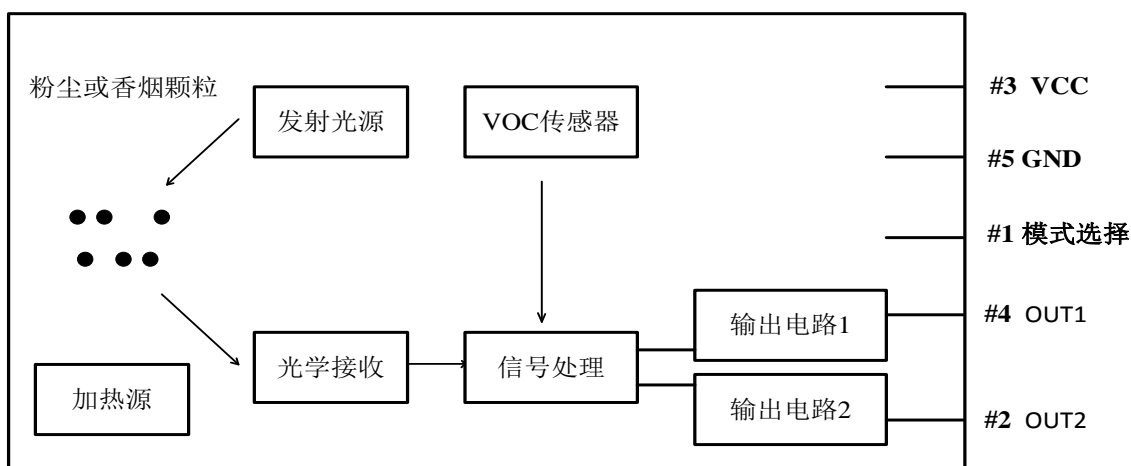 粉尘或香烟颗粒
发射光源
VOC传感器
#3 VCC
#5 GND
#1 模式选择
输出电路1
#4 OUT1
光学接收
信号处理
加热源
输出电路2
#2 OUT2